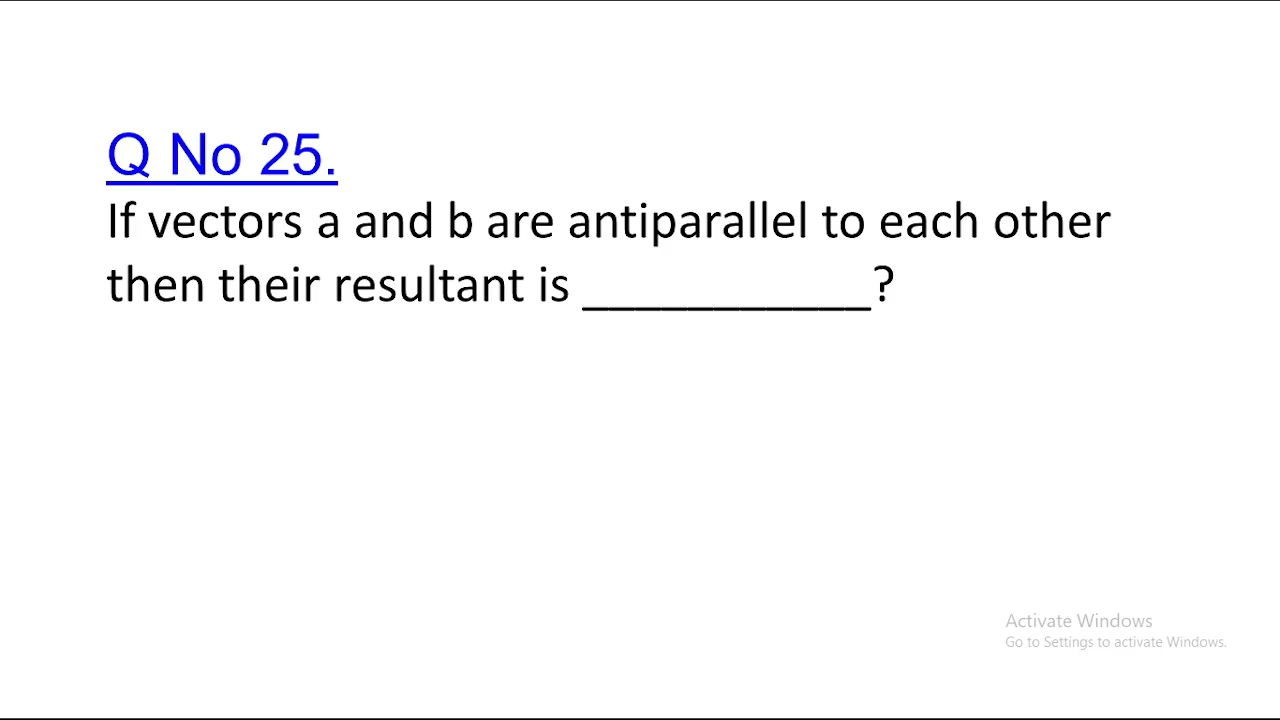 Q No 25.
If vectors a and b are antiparallel to each other
then their resultant is ___________?
Activate Windows
Go to Settings to activate Windows.